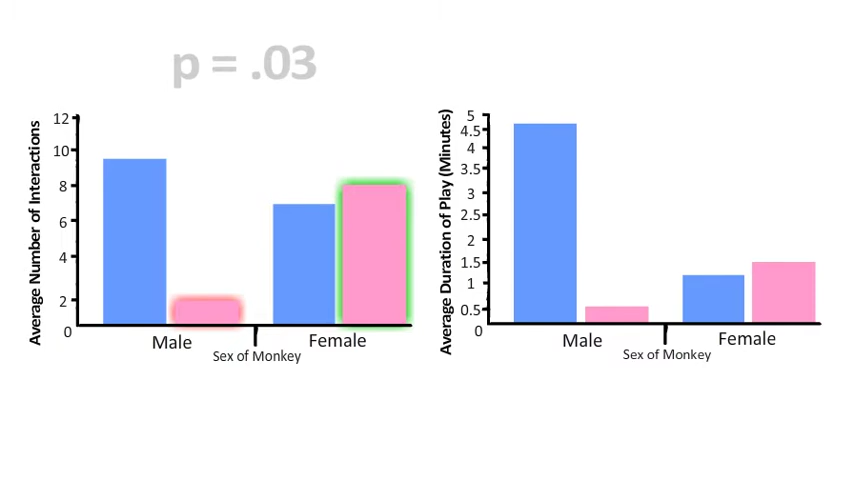 p = .03
Average Number of Interactions
12
10
8
6
4
2
0
Male
Female
Sex of Monkey
Average Duration of Play (Minutes)
5
4.5
4
3.5
3
2.5
2
1.5
1
0.5
0
Male
Female
Sex of Monkey